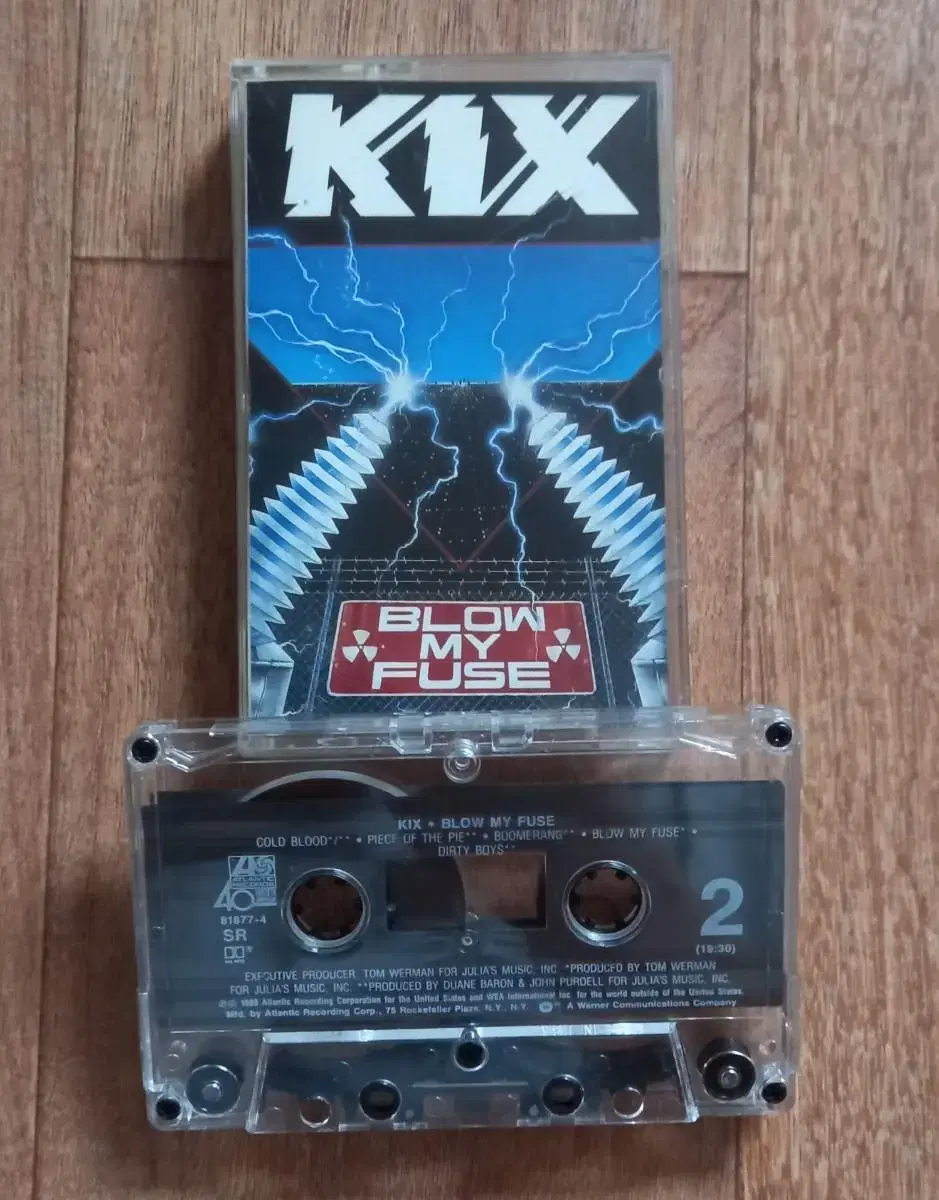 KIX
BLOW
MY
FUSE
KIX • BLOW MY FUSE
COLD BLOOD*/** • PIECE OF THE PIE** • BOOMERANG** • BLOW MY FUSE* •
DIRTY BOYS**
ATLANTIC
RECORDS
40
81877-4
SR
2
(19:30)
EXECUTIVE PRODUCER TOM WERMAN FOR JULIA'S MUSIC, INC. *PRODUCED BY TOM WERMAN
FOR JULIA'S MUSIC, INC. **PRODUCED BY DUANE BARON & JOHN PURDELL FOR JULIA'S MUSIC, INC.
1988 Atlantic Recording Corporation for the United States and WEA International Inc. for the world outside of the United States.
Mfd. by Atlantic Recording Corp., 75 Rockefeller Plaza, N.Y., N.Y. A Warner Communications Company